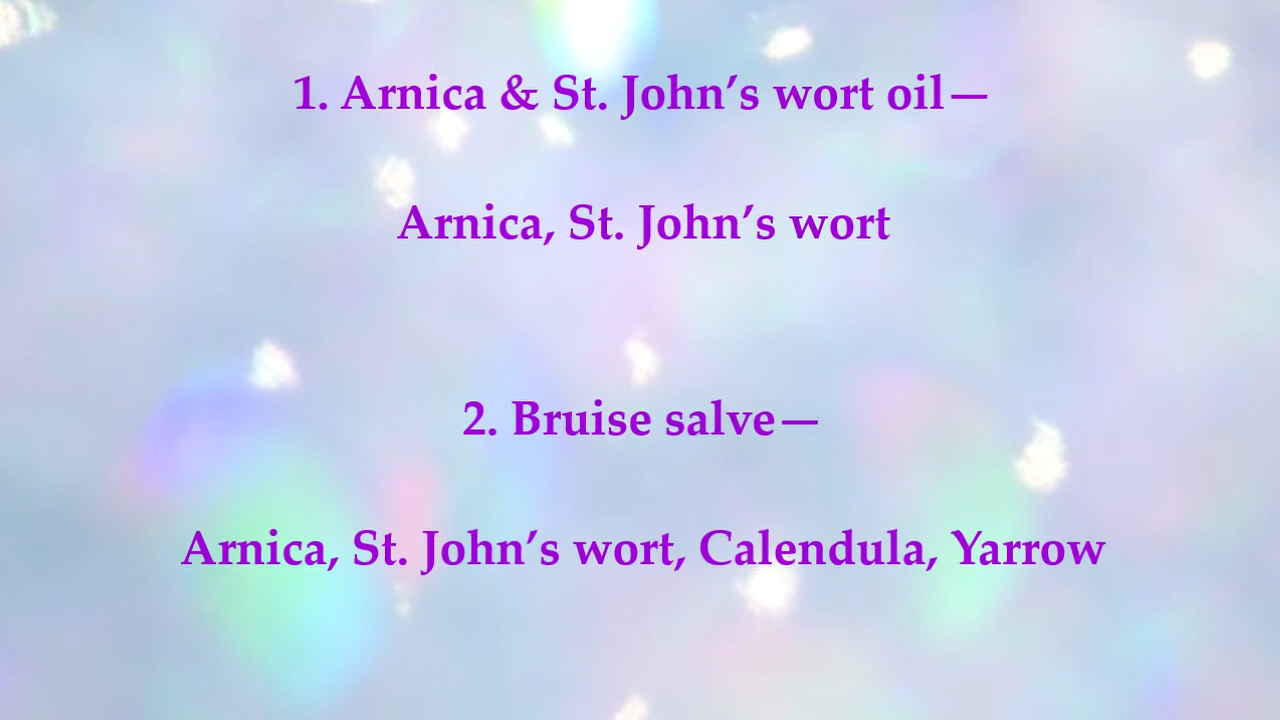 1. Arnica & St. John’s wort oil—
Arnica, St. John’s wort
2. Bruise salve—
Arnica, St. John’s wort, Calendula, Yarrow